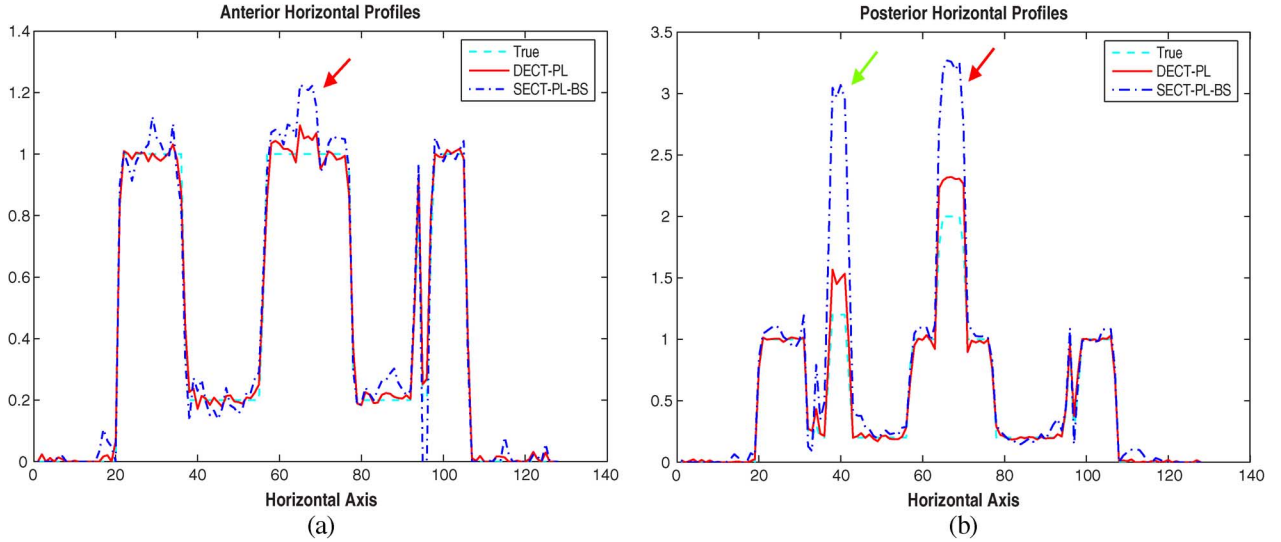 Anterior Horizontal Profiles
1.4
1.2
1
0.8
0.6
0.4
0.2
0
0 20 40 60 80 100 120 140
Horizontal Axis
True
DECT-PL
SECT-PL-BS
(a)
Posterior Horizontal Profiles
3.5
3
2.5
2
1.5
1
0.5
0
0 20 40 60 80 100 120 140
Horizontal Axis
True
DECT-PL
SECT-PL-BS
(b)